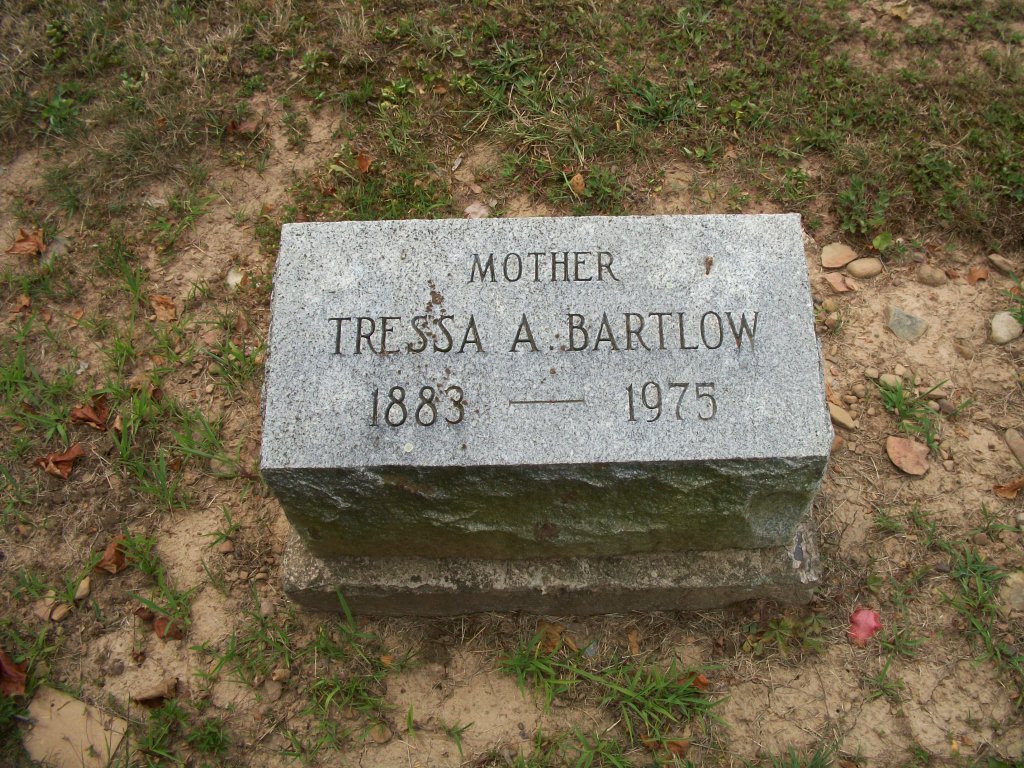 MOTHER
TRESSA A. BARTLOW
1883 — 1975